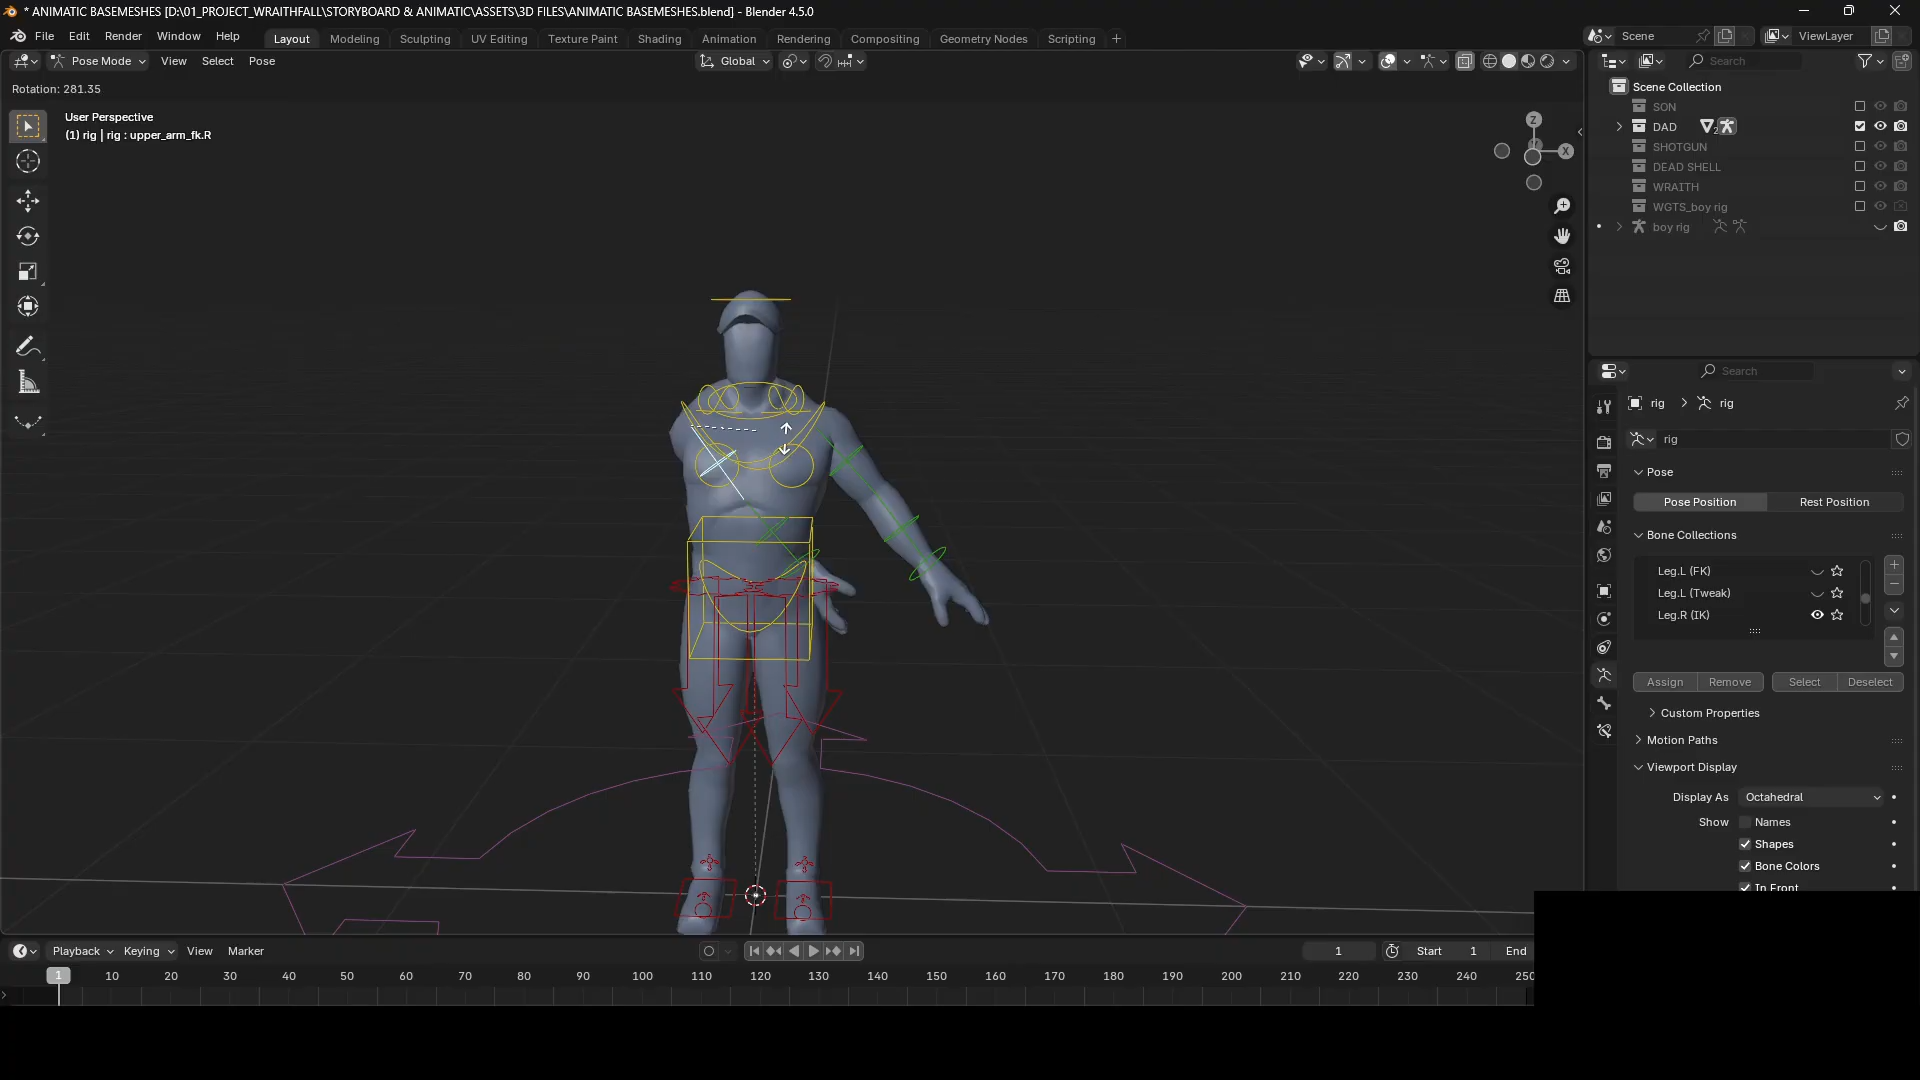 * ANIMATIC BASEMESHES [D:\01_PROJECT_WRAITHFALL\STORYBOARD & ANIMATIC\ASSETS\3D FILES\ANIMATIC BASEMESHES.blend] - Blender 4.5.0
File Edit Render Window Help
Layout Modeling Sculpting UV Editing Texture Paint Shading Animation Rendering Compositing Geometry Nodes Scripting +
Scene
ViewLayer
Pose Mode View Select Pose
Global
Search
Rotation: 281.35
User Perspective
(1) rig | rig : upper_arm_fk.R
Z
X
Scene Collection
SON
DAD 2
SHOTGUN
DEAD SHELL
WRAITH
WGTS_boy rig
boy rig
Search
rig > rig
rig
Pose
Pose Position Rest Position
Bone Collections
Leg.L (FK)
Leg.L (Tweak)
Leg.R (IK)
Assign Remove Select Deselect
Custom Properties
Motion Paths
Viewport Display
Display As Octahedral
Show Names
Shapes
Bone Colors
In Front
Playback Keying View Marker
1 Start 1 End
1 10 20 30 40 50 60 70 80 90 100 110 120 130 140 150 160 170 180 190 200 210 220 230 240 250